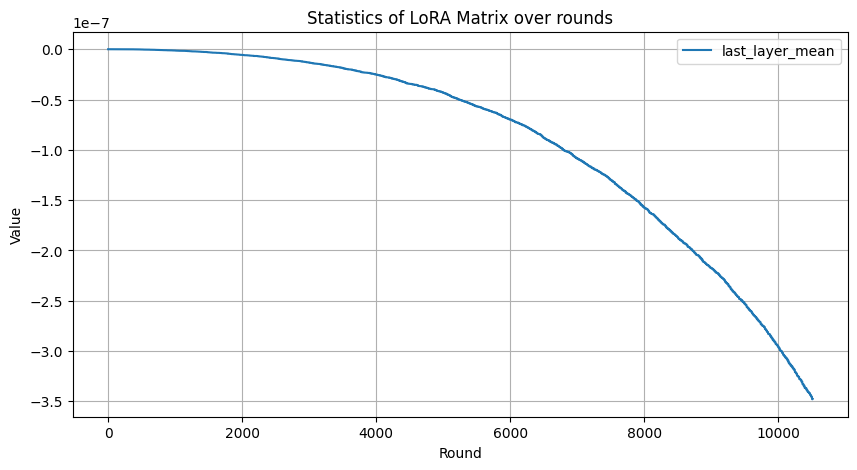 Statistics of LoRA Matrix over rounds
1e−7
last_layer_mean
0.0
−0.5
−1.0
−1.5
−2.0
−2.5
−3.0
−3.5
Value
0 2000 4000 6000 8000 10000
Round